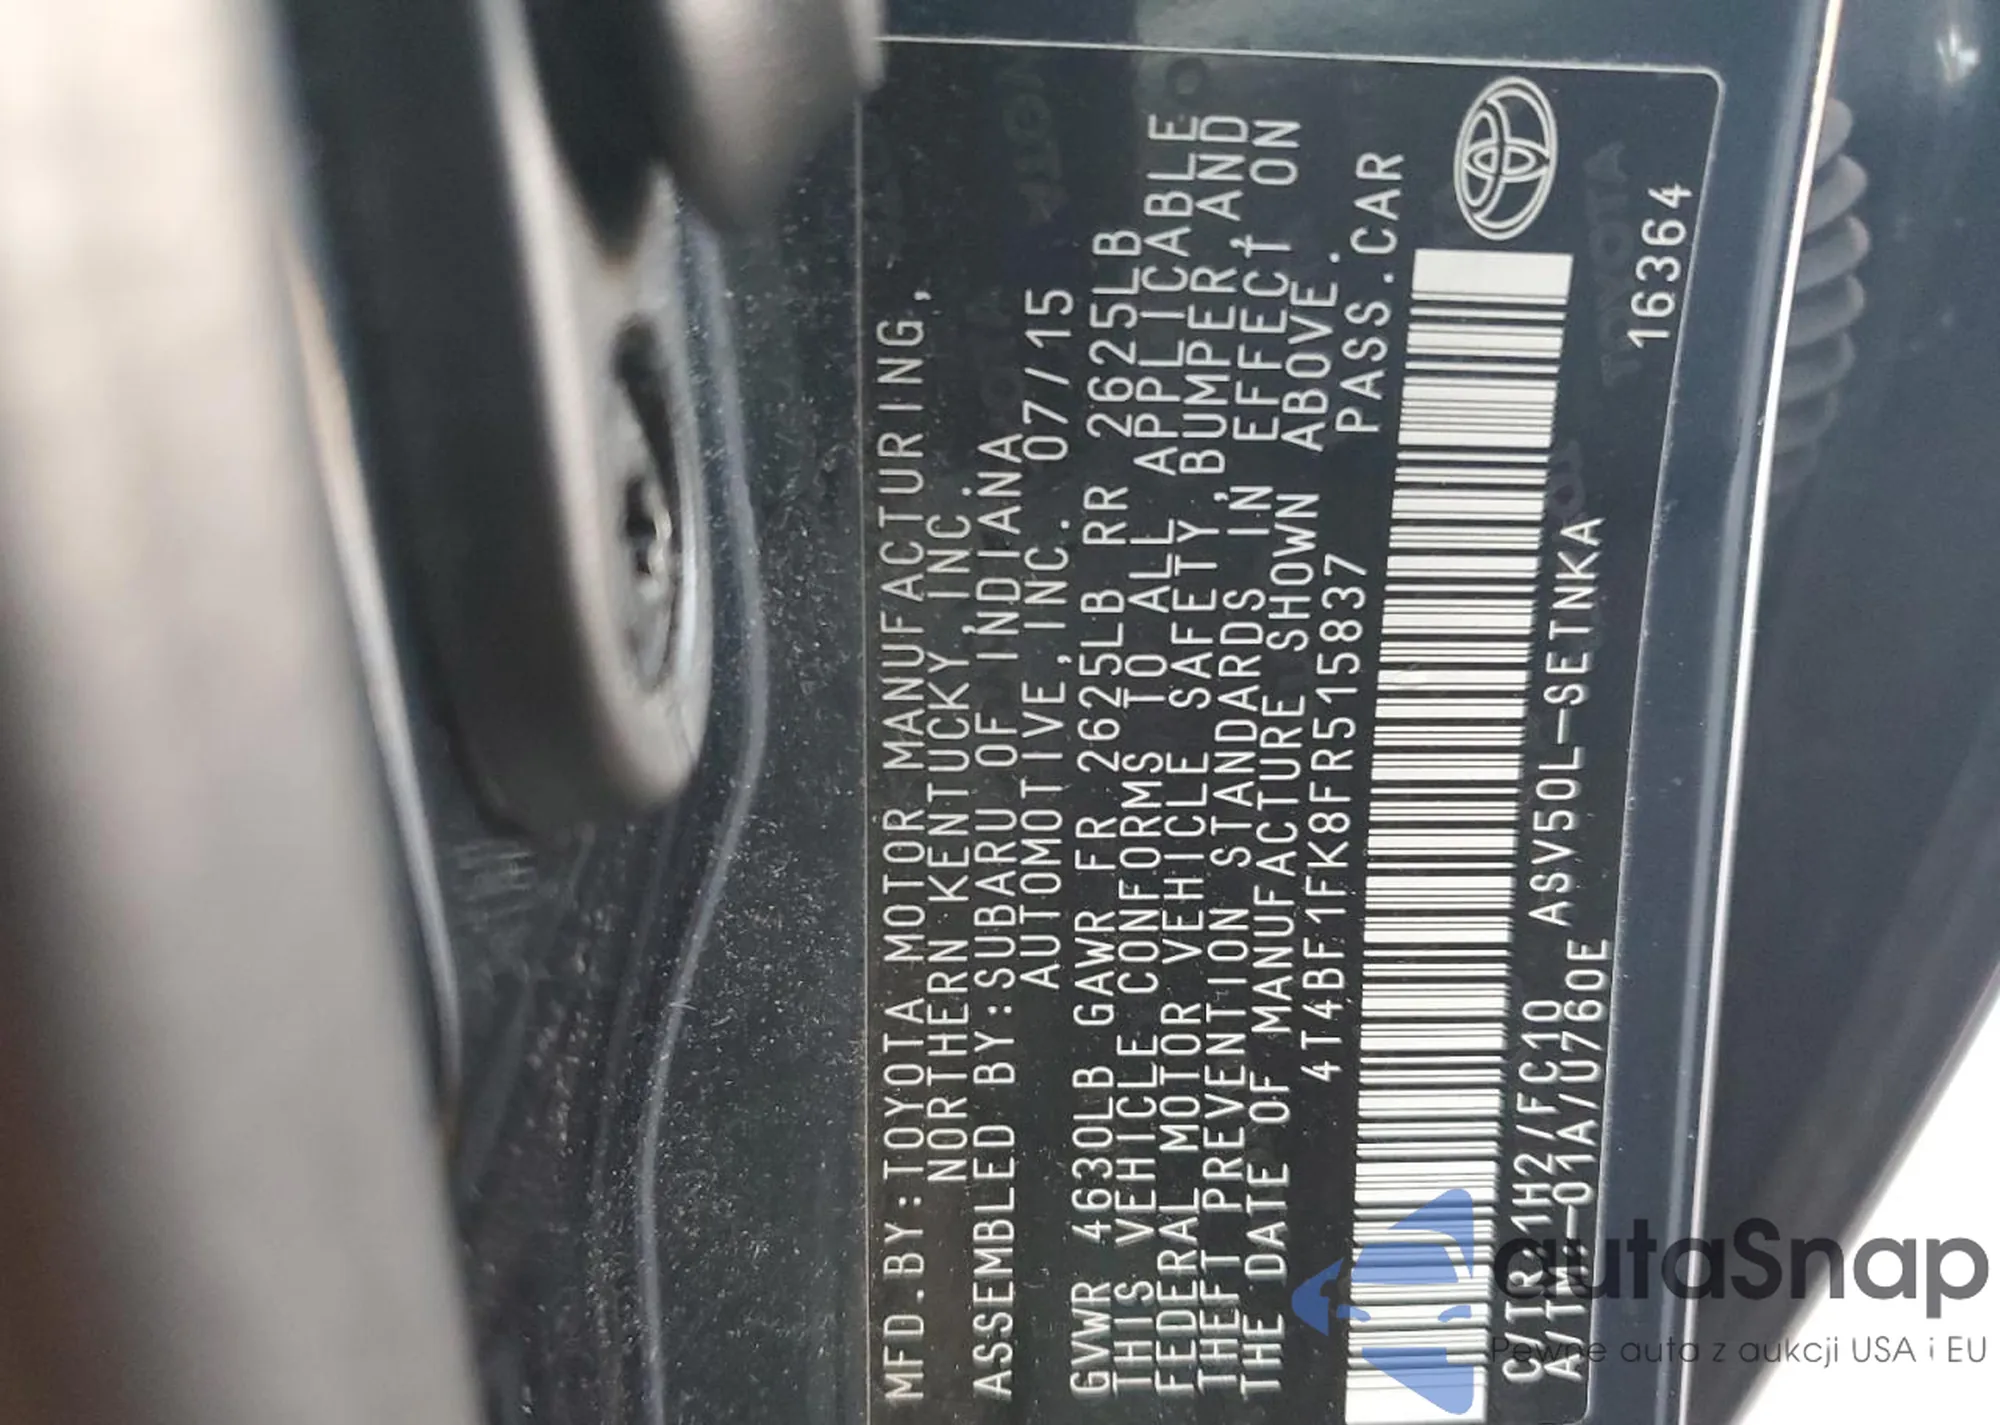 MFD.BY:TOYOTA MOTOR MANUFACTURING,
NORTHERN KENTUCKY,INC.
ASSEMBLED BY:SUBARU OF INDIANA
AUTOMOTIVE,INC. 07/15
GVWR 4630LB GAWR FR 2625LB RR 2625LB
THIS VEHICLE CONFORMS TO ALL APPLICABLE
FEDERAL MOTOR VEHICLE SAFETY,BUMPER,AND
THEFT PREVENTION STANDARDS IN EFFECT ON
THE DATE OF MANUFACTURE SHOWN ABOVE.
4T4BF1FK8FR515837 PASS.CAR
C/TR:1H2/FC10 ASV50L-SETNKA
A/TM:-01A/U760E
16364
autaSnap
Pewne auta z aukcji USA i EU